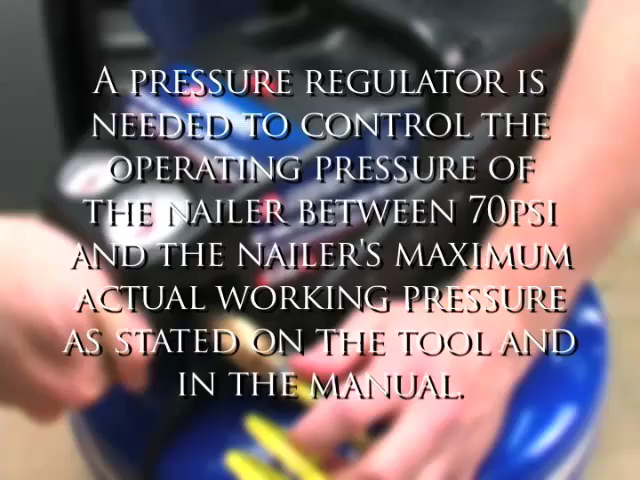 A PRESSURE REGULATOR IS
NEEDED TO CONTROL THE
OPERATING PRESSURE OF
THE NAILER BETWEEN 70PSI
AND THE NAILER'S MAXIMUM
ACTUAL WORKING PRESSURE
AS STATED ON THE TOOL AND
IN THE MANUAL.